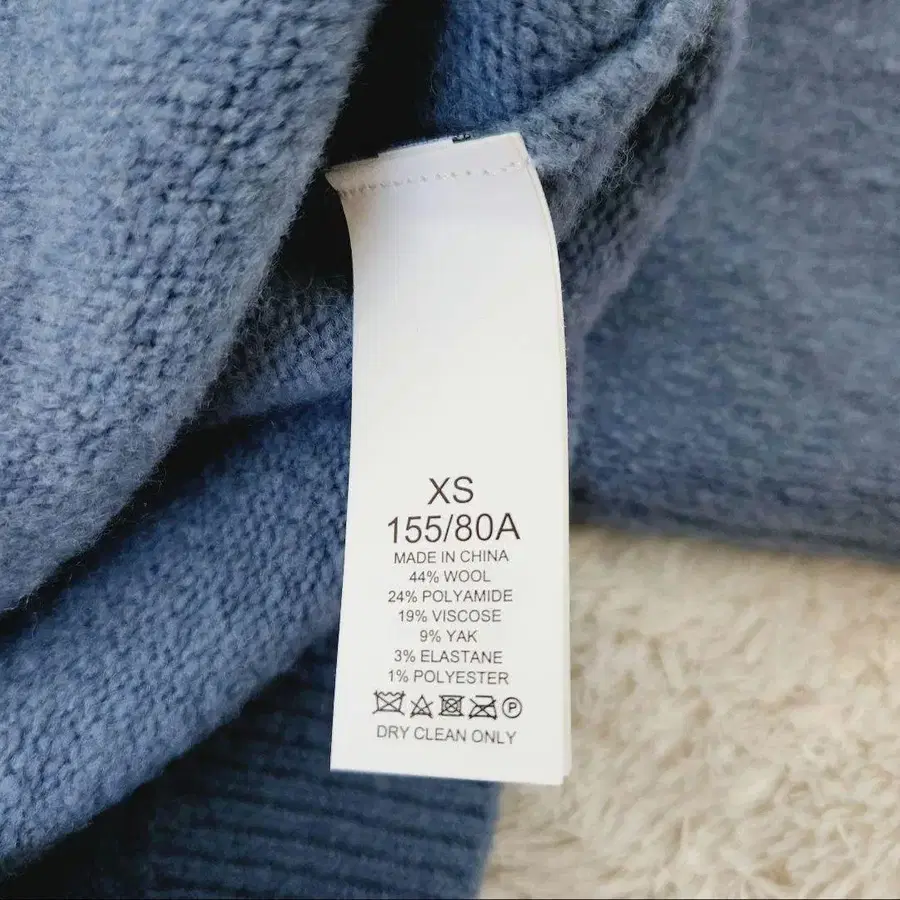 XS
155/80A
MADE IN CHINA
44% WOOL
24% POLYAMIDE
19% VISCOSE
9% YAK
3% ELASTANE
1% POLYESTER
P
DRY CLEAN ONLY